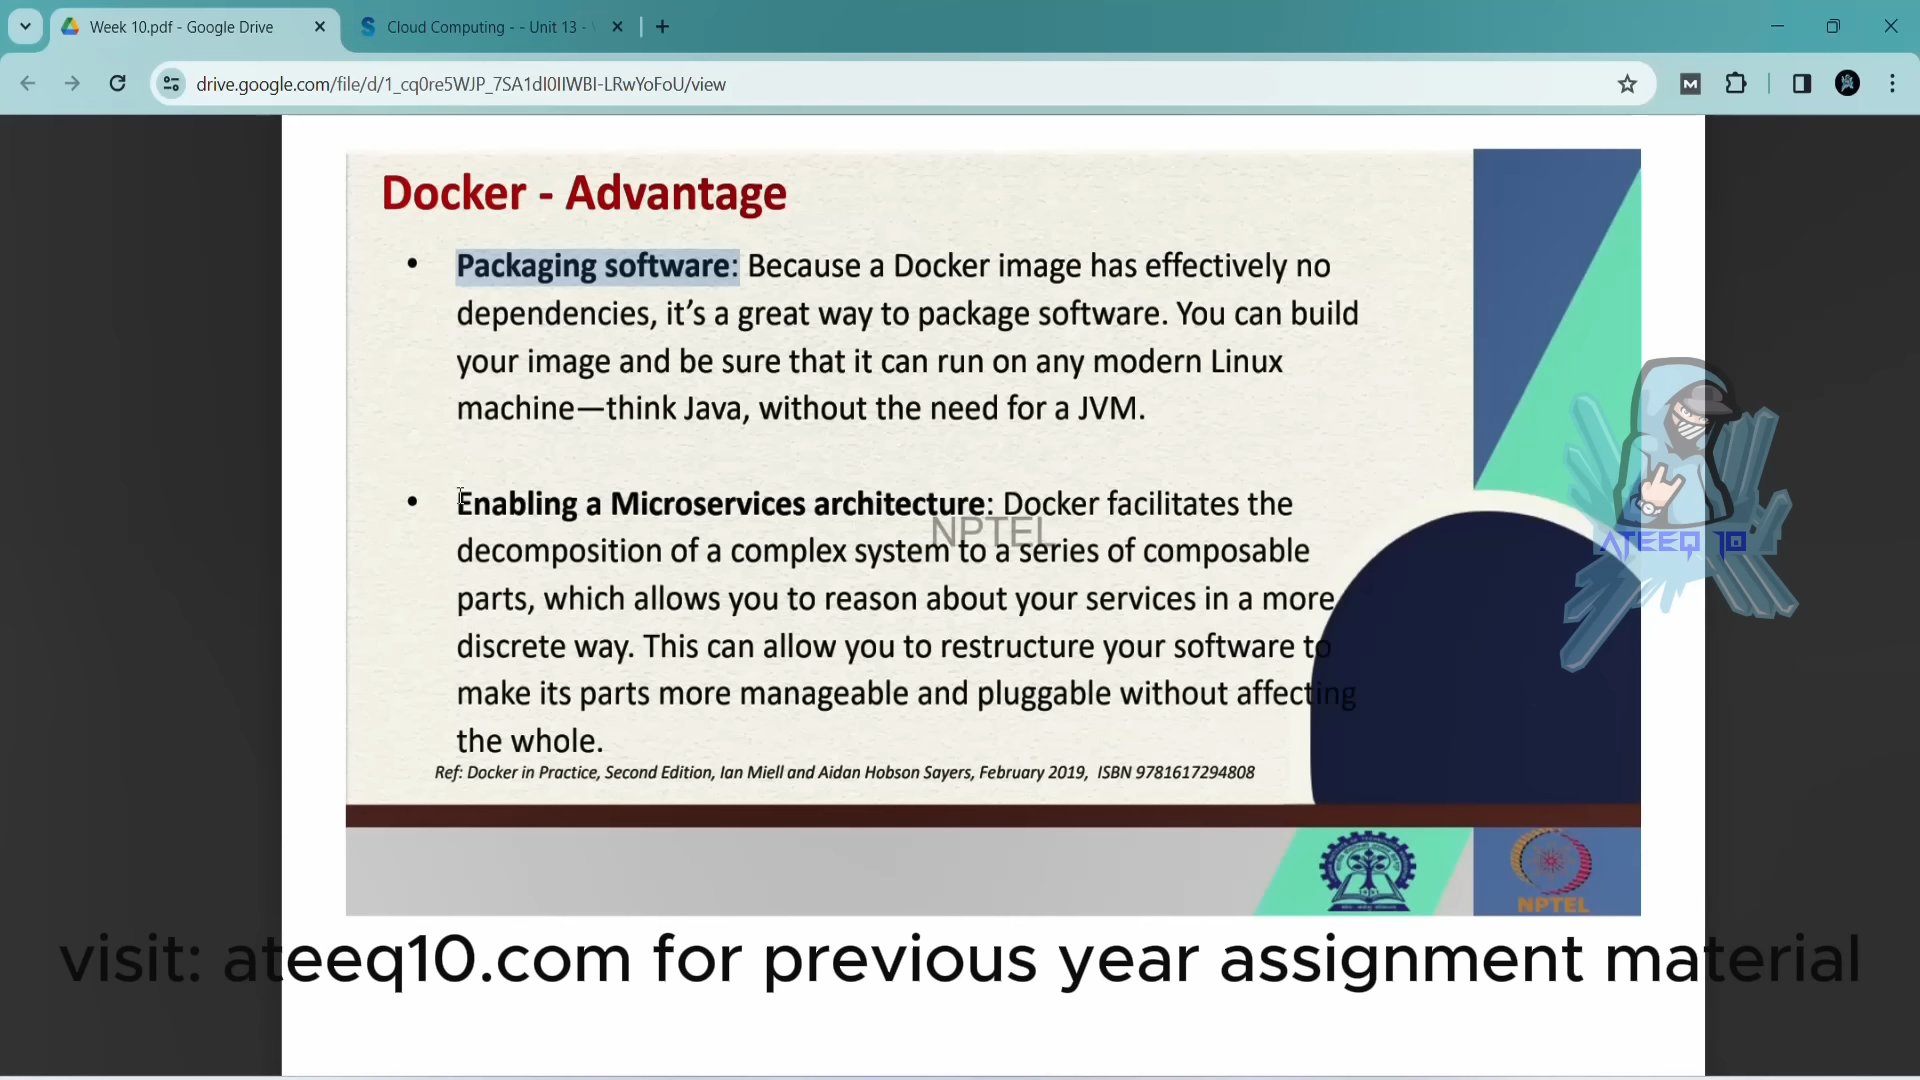 Week 10.pdf - Google Drive
Cloud Computing - - Unit 13 -
drive.google.com/file/d/1_cq0re5WJP_7SA1dI0IIWBI-LRwYoFoU/view
Docker - Advantage
• Packaging software: Because a Docker image has effectively no
dependencies, it’s a great way to package software. You can build
your image and be sure that it can run on any modern Linux
machine—think Java, without the need for a JVM.
• Enabling a Microservices architecture: Docker facilitates the
NPTEL
decomposition of a complex system to a series of composable
parts, which allows you to reason about your services in a more
discrete way. This can allow you to restructure your software to
make its parts more manageable and pluggable without affecting
the whole.
Ref: Docker in Practice, Second Edition, Ian Miell and Aidan Hobson Sayers, February 2019, ISBN 9781617294808
ATEEQ 10
NPTEL
visit: ateeq10.com for previous year assignment material